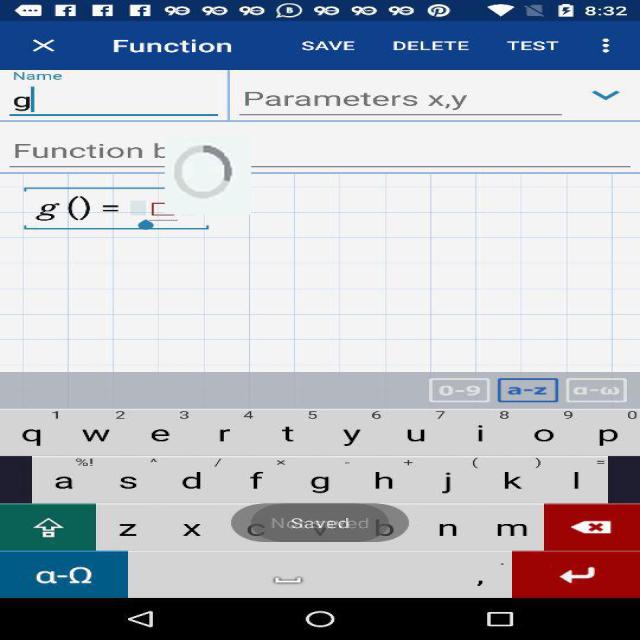 8:32
Function SAVE DELETE TEST
Name
g
Parameters x,y
Function b
g () =
0-9 a-z α-ω
1 2 3 4 5 6 7 8 9 0
q w e r t y u i o p
%! ^ / × - + ( ) =
a s d f g h j k l
z x c v b n m
Saved
α-Ω , .